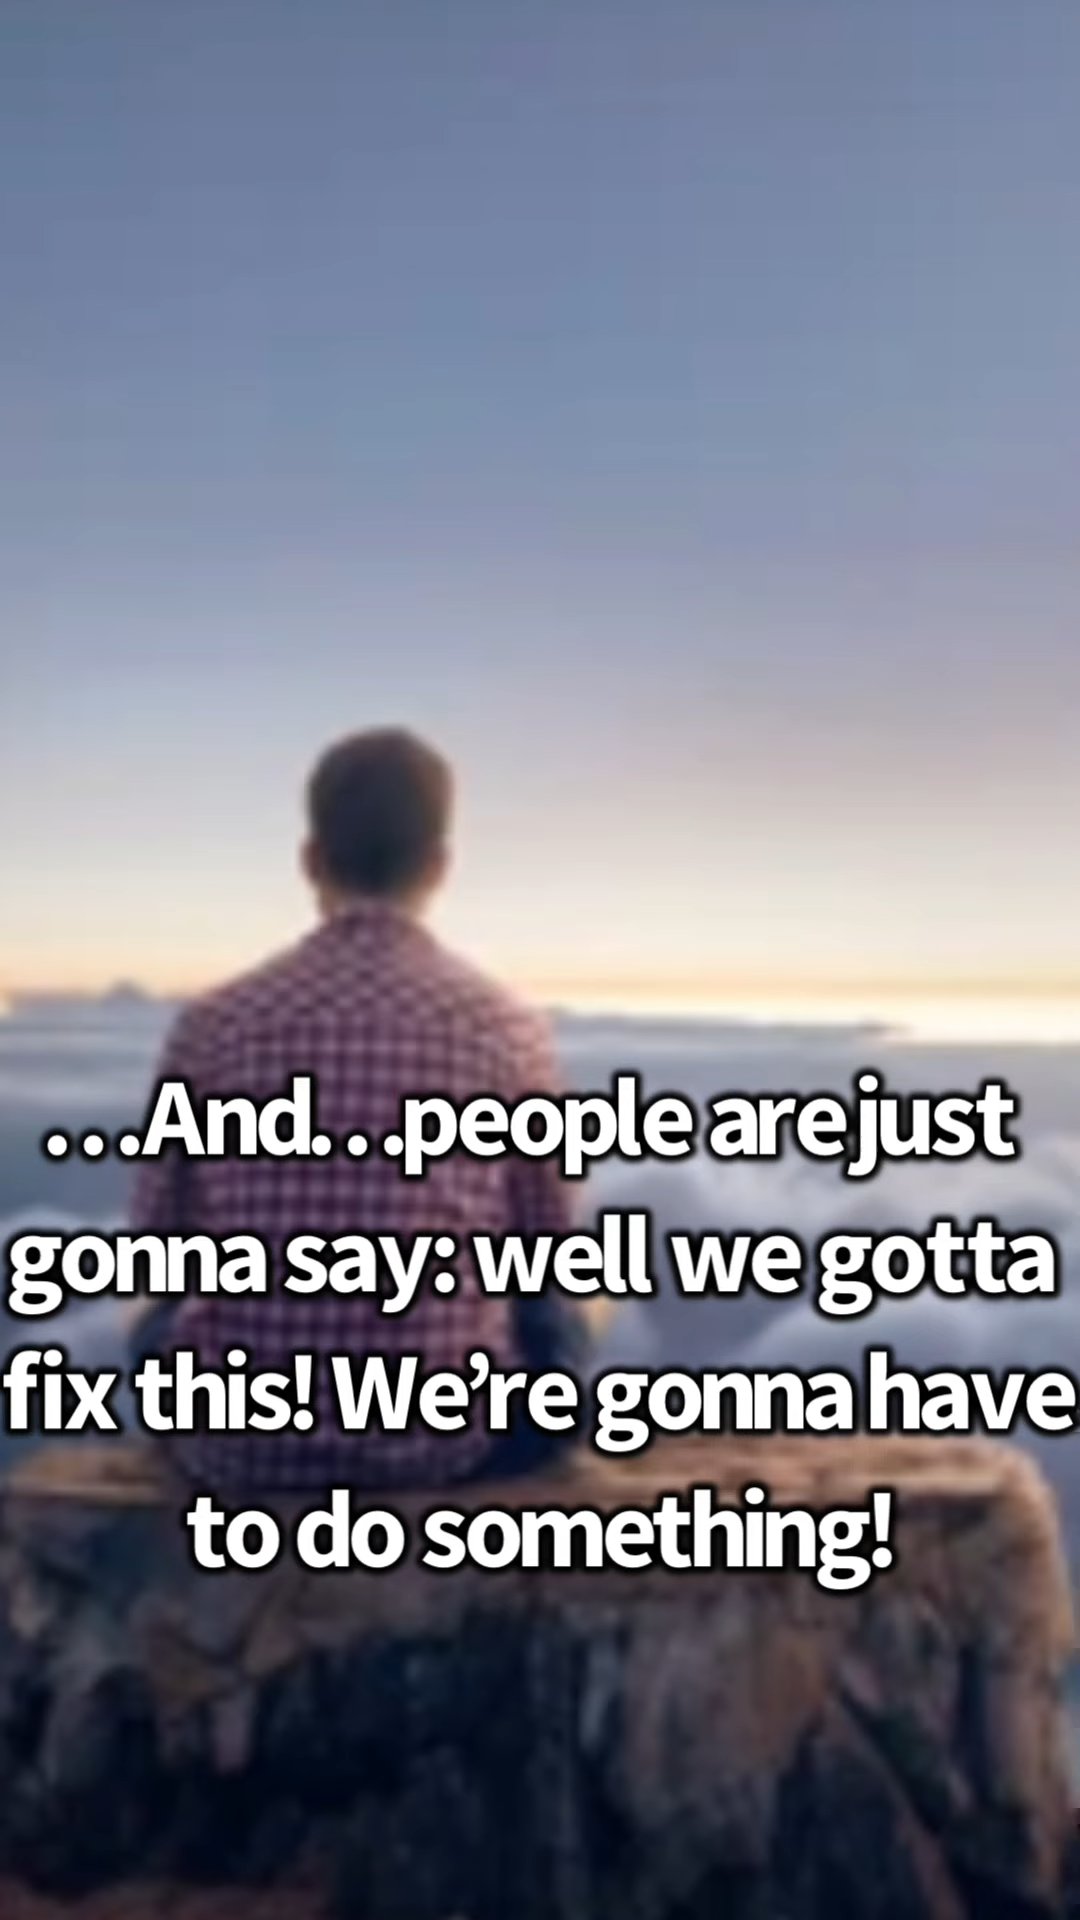 …And…people are just
gonna say: well we gotta
fix this! We’re gonna have
to do something!